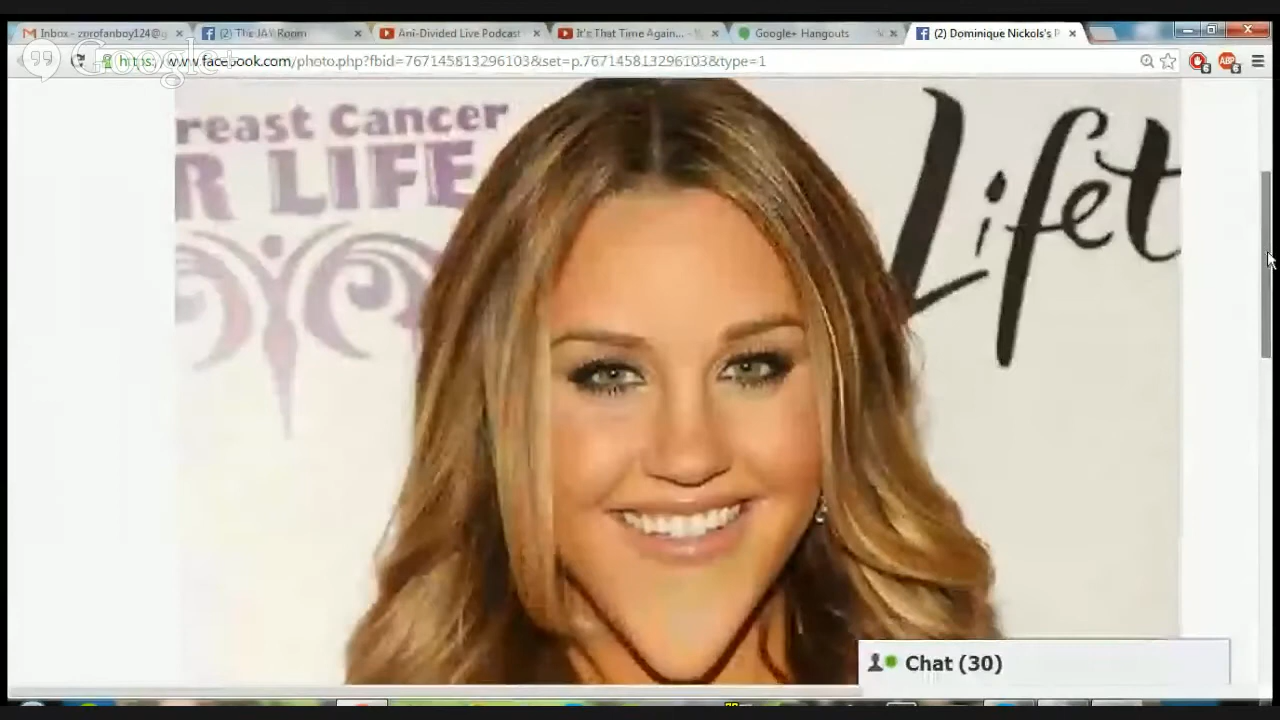 Inbox - zorofanboy124@g
(2) The JAY Room
Ani-Divided Live Podcast
It's That Time Again... -
Google+ Hangouts
(2) Dominique Nickols's P
Google+
https://www.facebook.com/photo.php?fbid=767145813296103&set=p.767145813296103&type=1
reast Cancer
R LIFE
Lifet
Chat (30)